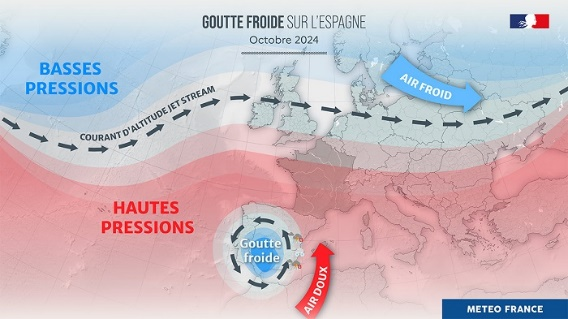 GOUTTE FROIDE SUR L'ESPAGNE
Octobre 2024
BASSES
PRESSIONS
AIR FROID
COURANT D'ALTITUDE JET STREAM
HAUTES
PRESSIONS
Goutte
froide
AIR DOUX
METEO FRANCE